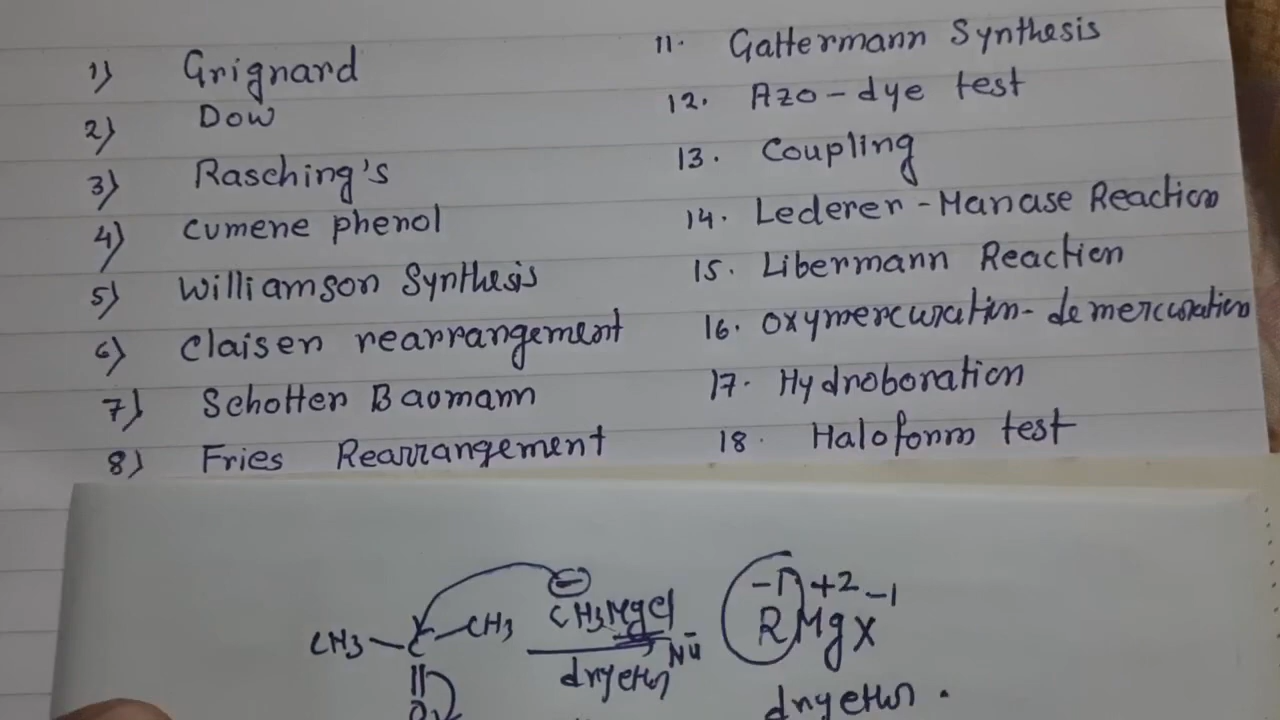 1) Grignard
2) Dow
3) Rasching's
4) cumene phenol
5) Williamson Synthesis
6) Claisen rearrangement
7) Schotten Baomann
8) Fries Rearrangement
11. Gattermann Synthesis
12. Azo-dye test
13. Coupling
14. Lederer-Manase Reaction
15. Libermann Reaction
16. Oxymercuration-demercuration
17. Hydroboration
18. Haloform test
CH3 C CH3
CH3MgCl
Nu
-1 +2 -1
RMgX
dry ether.